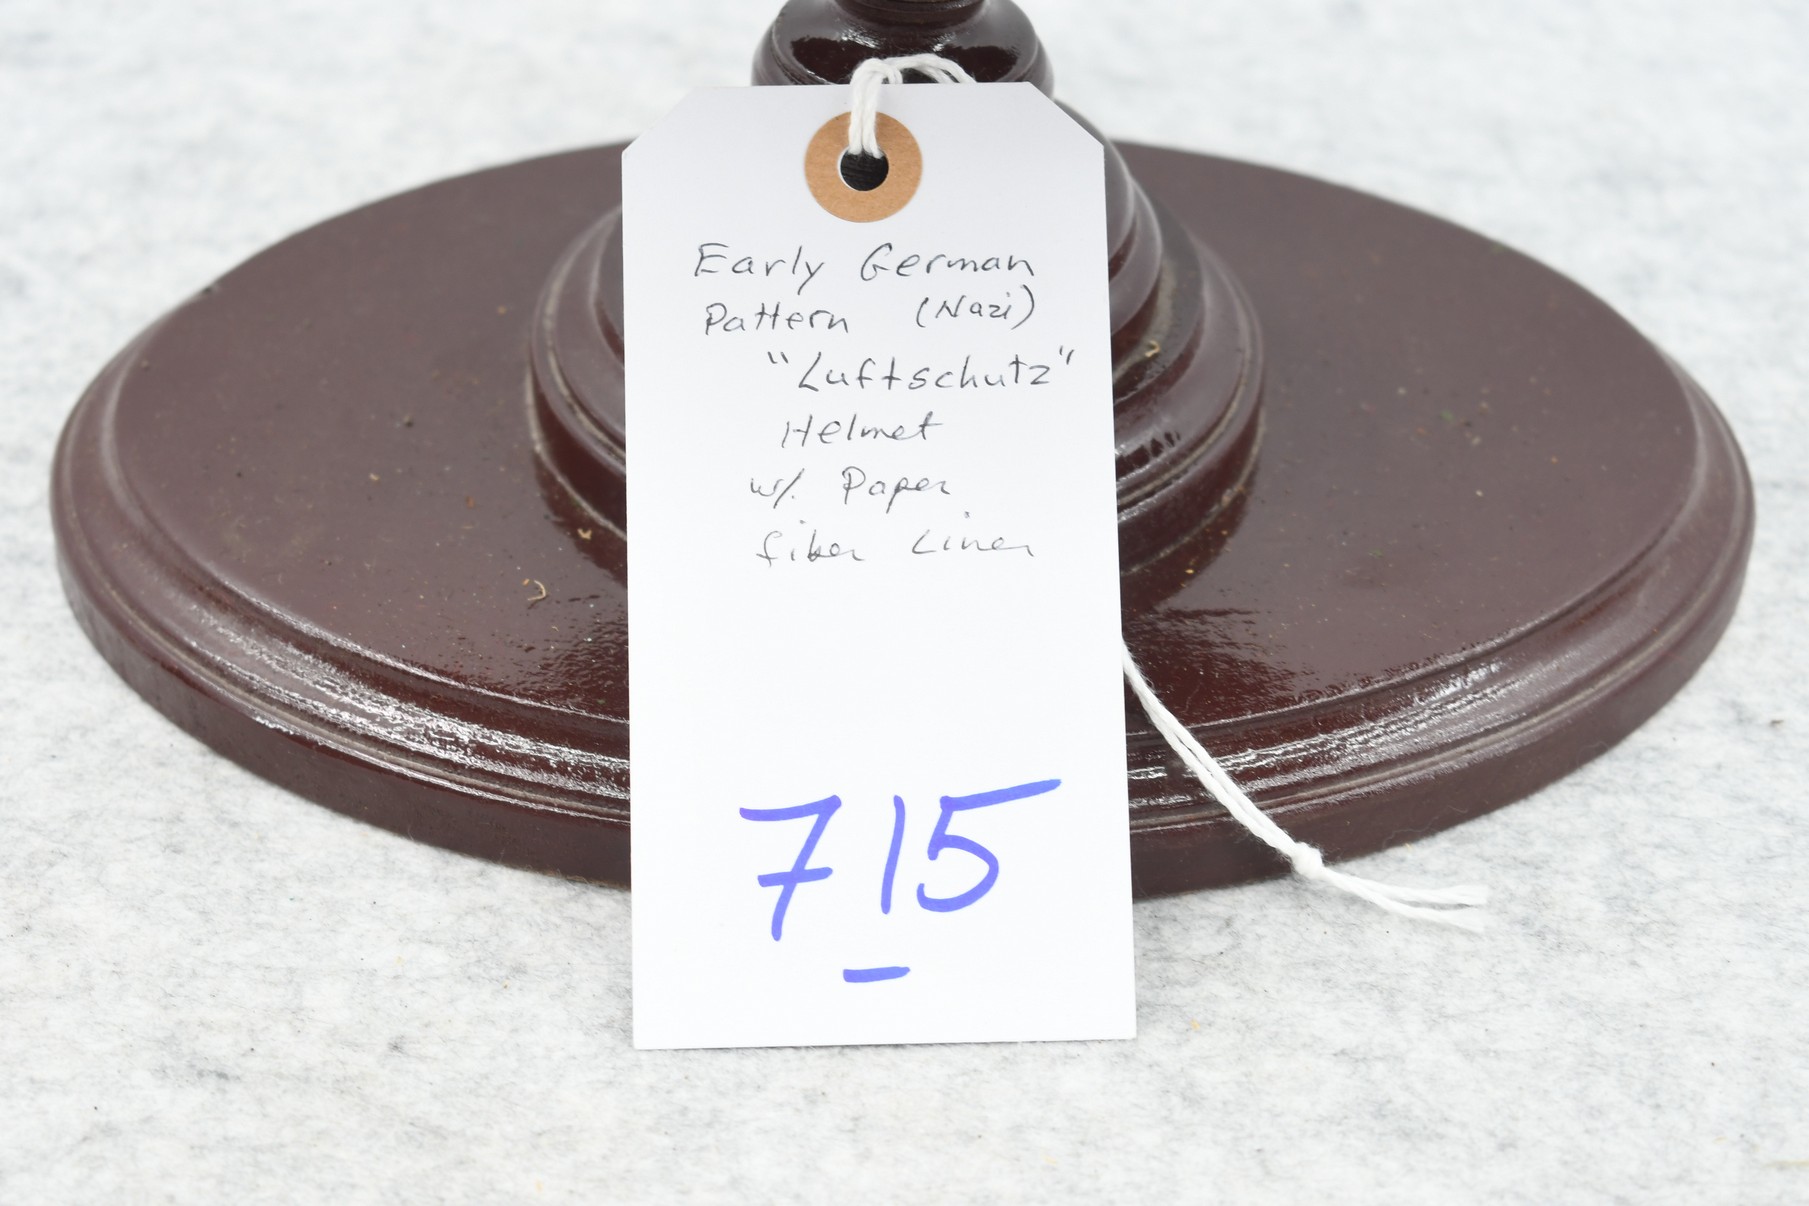 Early German
Pattern (Nazi)
"Luftschutz"
Helmet
w/. Paper
fiber Liner
715